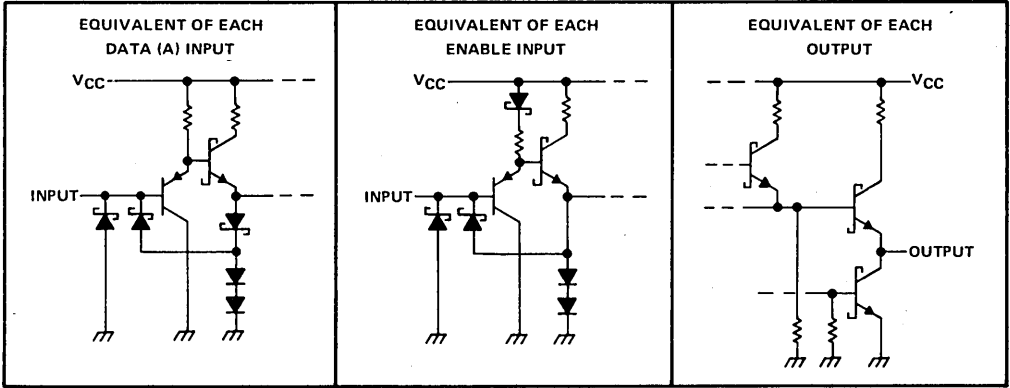 EQUIVALENT OF EACH
DATA (A) INPUT
VCC
INPUT
EQUIVALENT OF EACH
ENABLE INPUT
VCC
INPUT
EQUIVALENT OF EACH
OUTPUT
VCC
OUTPUT